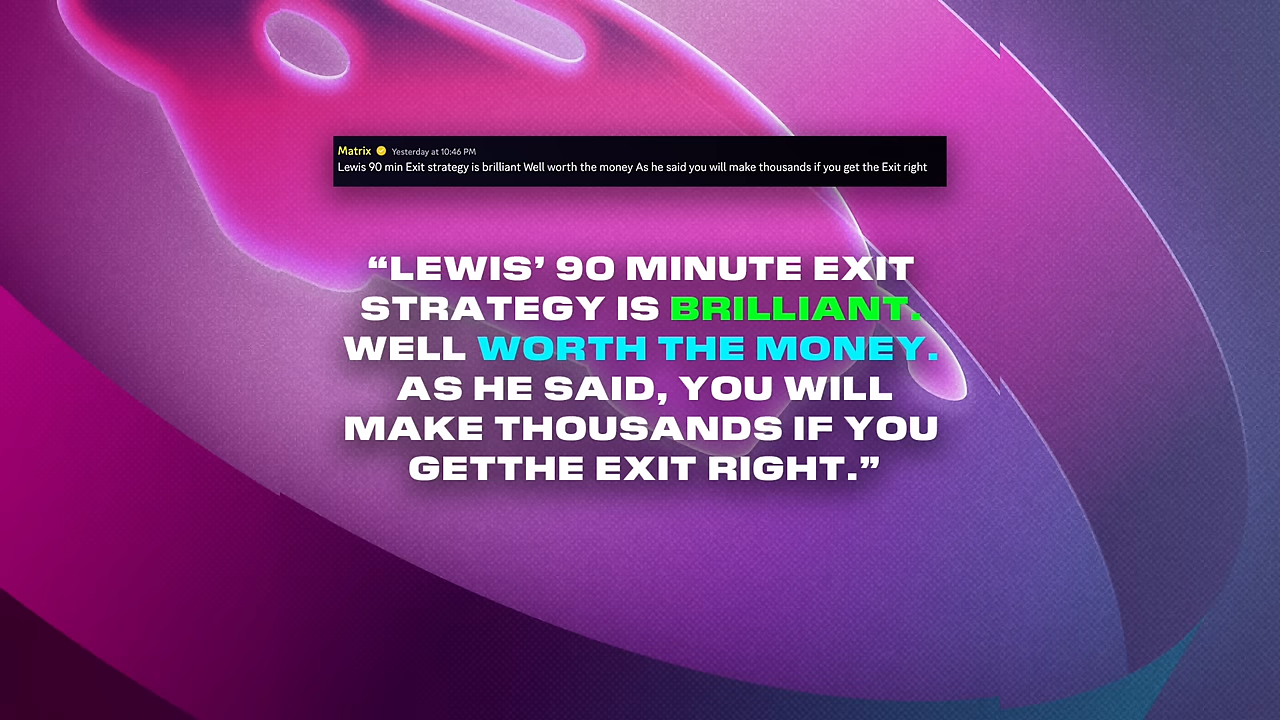 Matrix Yesterday at 10:46 PM
Lewis 90 min Exit strategy is brilliant Well worth the money As he said you will make thousands if you get the Exit right
“LEWIS’ 90 MINUTE EXIT
STRATEGY IS BRILLIANT.
WELL WORTH THE MONEY.
AS HE SAID, YOU WILL
MAKE THOUSANDS IF YOU
GETTHE EXIT RIGHT.”